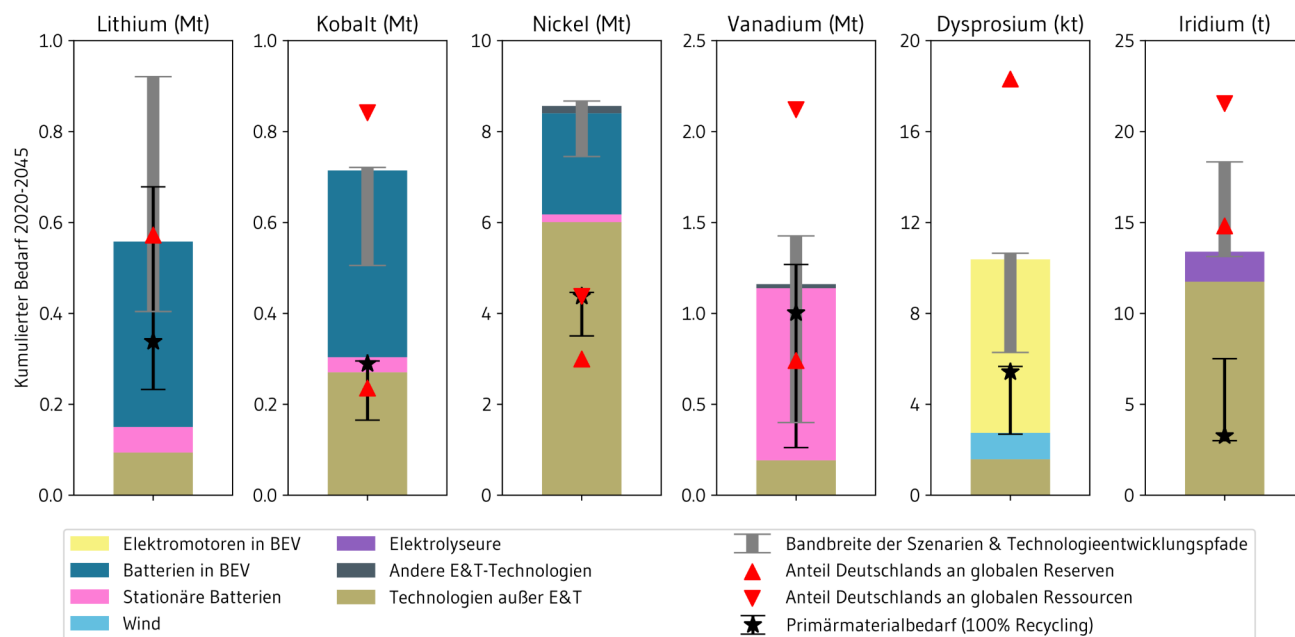 Lithium (Mt) Kobalt (Mt) Nickel (Mt) Vanadium (Mt) Dysprosium (kt) Iridium (t)
Kumulierter Bedarf 2020-2045
1.0 1.0 10 2.5 20 25
0.8 0.8 8 2.0 16 20
0.6 0.6 6 1.5 12 15
0.4 0.4 4 1.0 8 10
0.2 0.2 2 0.5 4 5
0.0 0.0 0 0.0 0 0
Elektromotoren in BEV
Batterien in BEV
Stationäre Batterien
Wind
Elektrolyseure
Andere E&T-Technologien
Technologien außer E&T
Bandbreite der Szenarien & Technologieentwicklungspfade
Anteil Deutschlands an globalen Reserven
Anteil Deutschlands an globalen Ressourcen
Primärmaterialbedarf (100% Recycling)